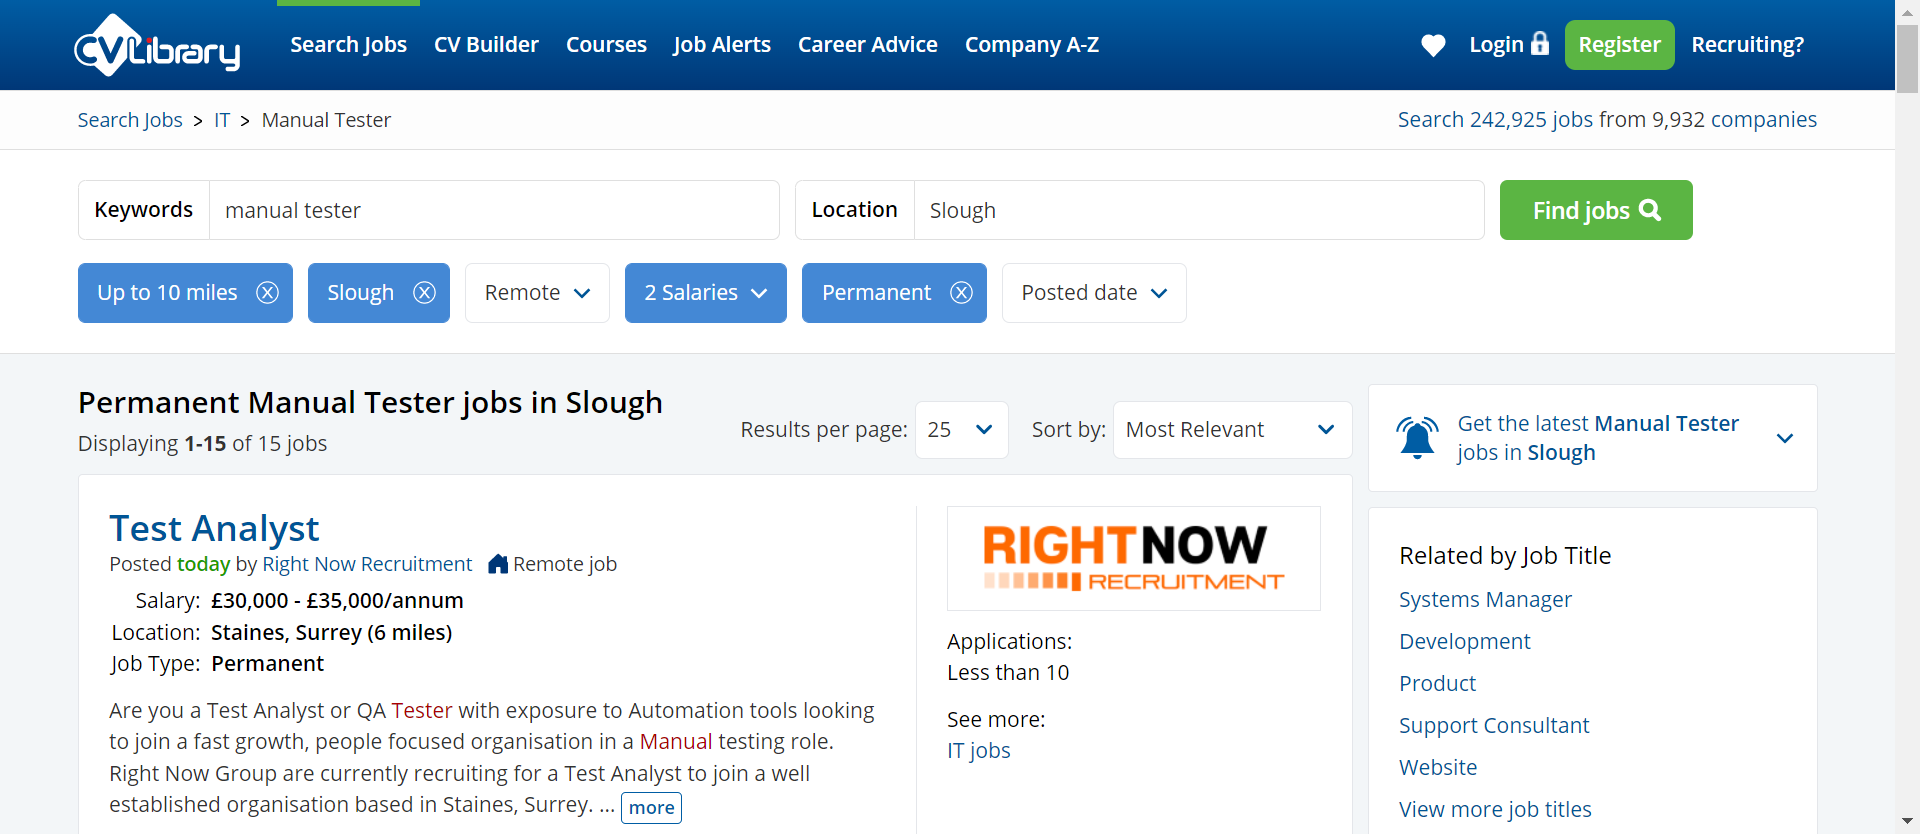 CVLibrary Search Jobs CV Builder Courses Job Alerts Career Advice Company A-Z Login Register Recruiting?
Search Jobs > IT > Manual Tester
Search 242,925 jobs from 9,932 companies
Keywords manual tester Location Slough Find jobs
Up to 10 miles Slough Remote 2 Salaries Permanent Posted date
Permanent Manual Tester jobs in Slough
Displaying 1-15 of 15 jobs
Results per page: 25 Sort by: Most Relevant
Test Analyst
Posted today by Right Now Recruitment Remote job
Salary: £30,000 - £35,000/annum
Location: Staines, Surrey (6 miles)
Job Type: Permanent
Are you a Test Analyst or QA Tester with exposure to Automation tools looking
to join a fast growth, people focused organisation in a Manual testing role.
Right Now Group are currently recruiting for a Test Analyst to join a well
established organisation based in Staines, Surrey. ... more
RIGHTNOW
RECRUITMENT
Applications:
Less than 10
See more:
IT jobs
Get the latest Manual Tester
jobs in Slough
Related by Job Title
Systems Manager
Development
Product
Support Consultant
Website
View more job titles